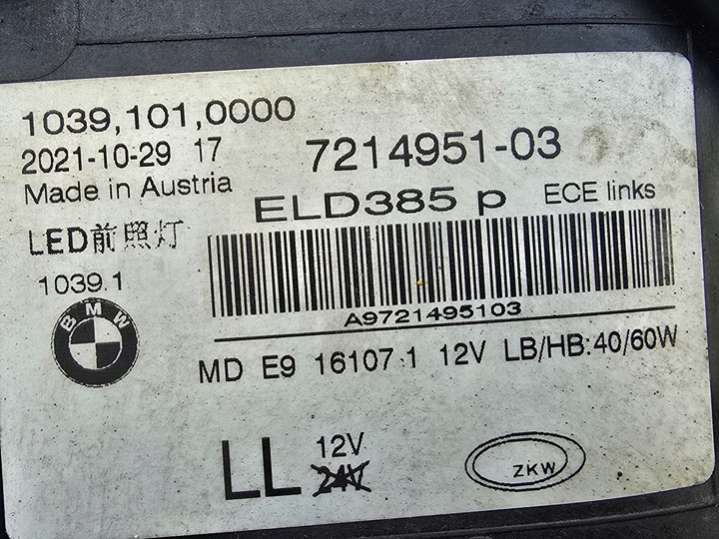 1039,101,0000
2021-10-29 17
7214951-03
Made in Austria
ELD385 p
ECE links
LED前照灯
1039.1
BMW
A9721495103
MD E9 16107.1 12V LB/HB:40/60W
LL
12V
24V
ZKW